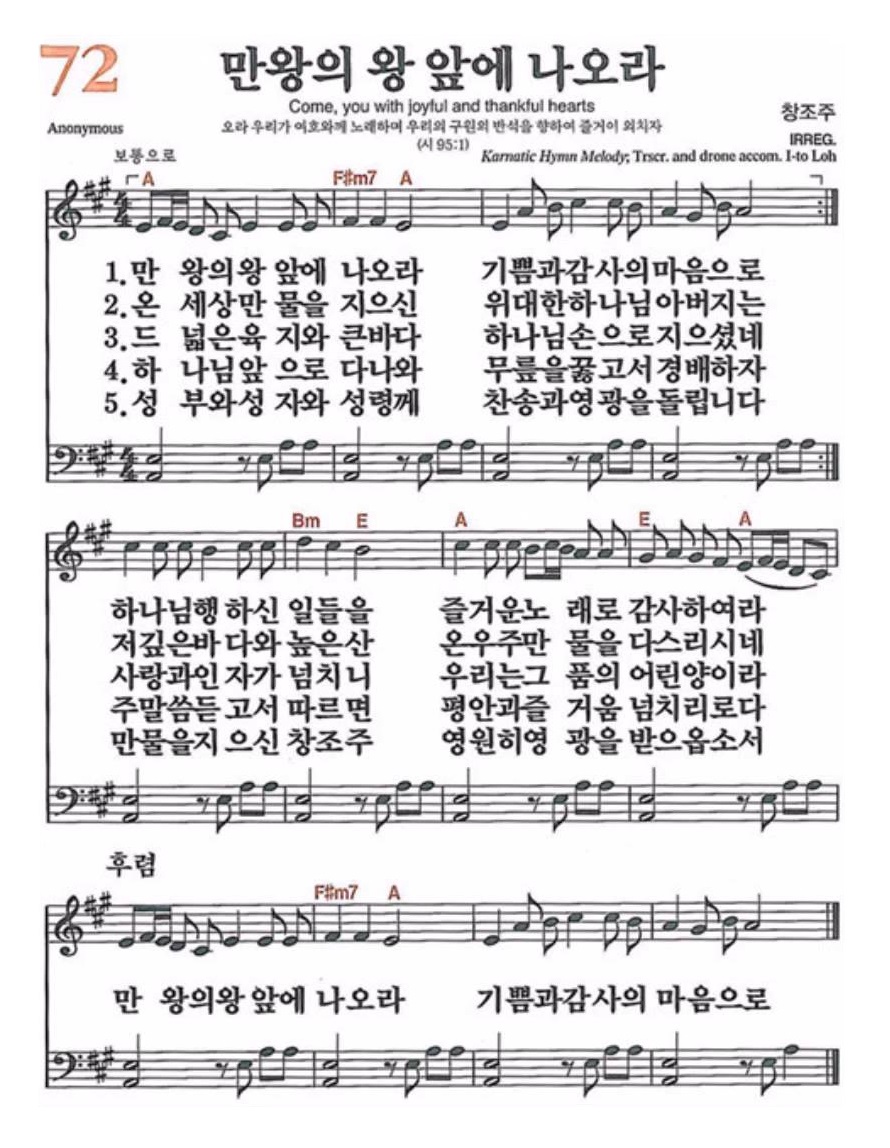 72
만왕의 왕 앞에 나오라
Come, you with joyful and thankful hearts
창조주
Anonymous
오라 우리가 여호와께 노래하며 우리의 구원의 반석을 향하여 즐거이 외치자
(시 95:1)
IRREG.
보통으로
Karnatic Hymn Melody; Trscr. and drone accom. I-to Loh
A F#m7 A
1. 만 왕의왕 앞에 나오라 기쁨과감사의마음으로
2. 온 세상만 물을 지으신 위대한하나님아버지는
3. 드 넓은육 지와 큰바다 하나님손으로지으셨네
4. 하 나님앞 으로 다나와 무릎을꿇고서경배하자
5. 성 부와성 자와 성령께 찬송과영광을돌립니다
Bm E A E A
하나님행 하신 일들을 즐거운노 래로 감사하여라
저깊은바 다와 높은산 온우주만 물을 다스리시네
사랑과인 자가 넘치니 우리는그 품의 어린양이라
주말씀듣 고서 따르면 평안과즐 거움 넘치리로다
만물을지 으신 창조주 영원히영 광을 받으옵소서
후렴
F#m7 A
만 왕의왕 앞에 나오라 기쁨과감사의 마음으로